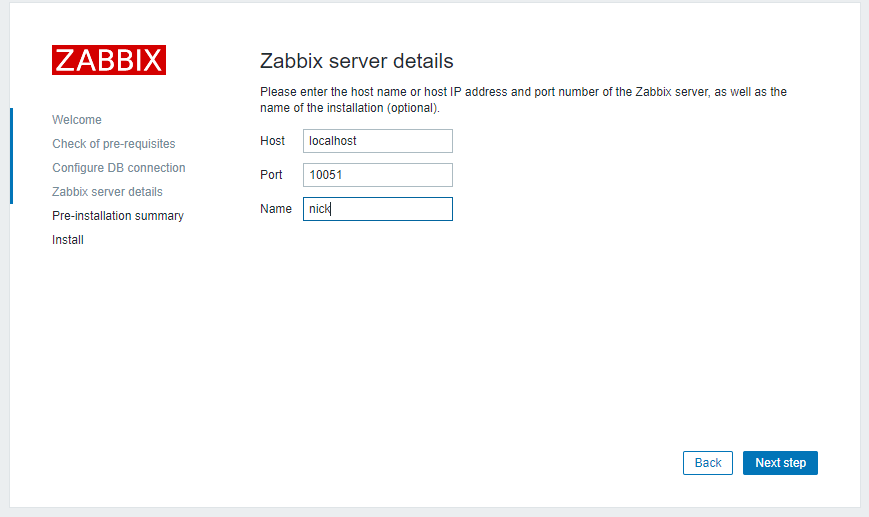 ZABBIX
Welcome
Check of pre-requisites
Configure DB connection
Zabbix server details
Pre-installation summary
Install
Zabbix server details
Please enter the host name or host IP address and port number of the Zabbix server, as well as the
name of the installation (optional).
Host localhost
Port 10051
Name nick
Back Next step